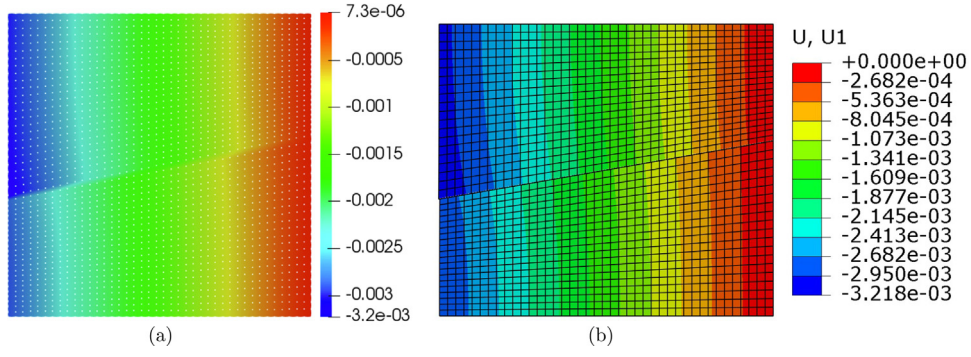 7.3e-06
-0.0005
-0.001
-0.0015
-0.002
-0.0025
-0.003
-3.2e-03
(a)
U, U1
+0.000e+00
-2.682e-04
-5.363e-04
-8.045e-04
-1.073e-03
-1.341e-03
-1.609e-03
-1.877e-03
-2.145e-03
-2.413e-03
-2.682e-03
-2.950e-03
-3.218e-03
(b)